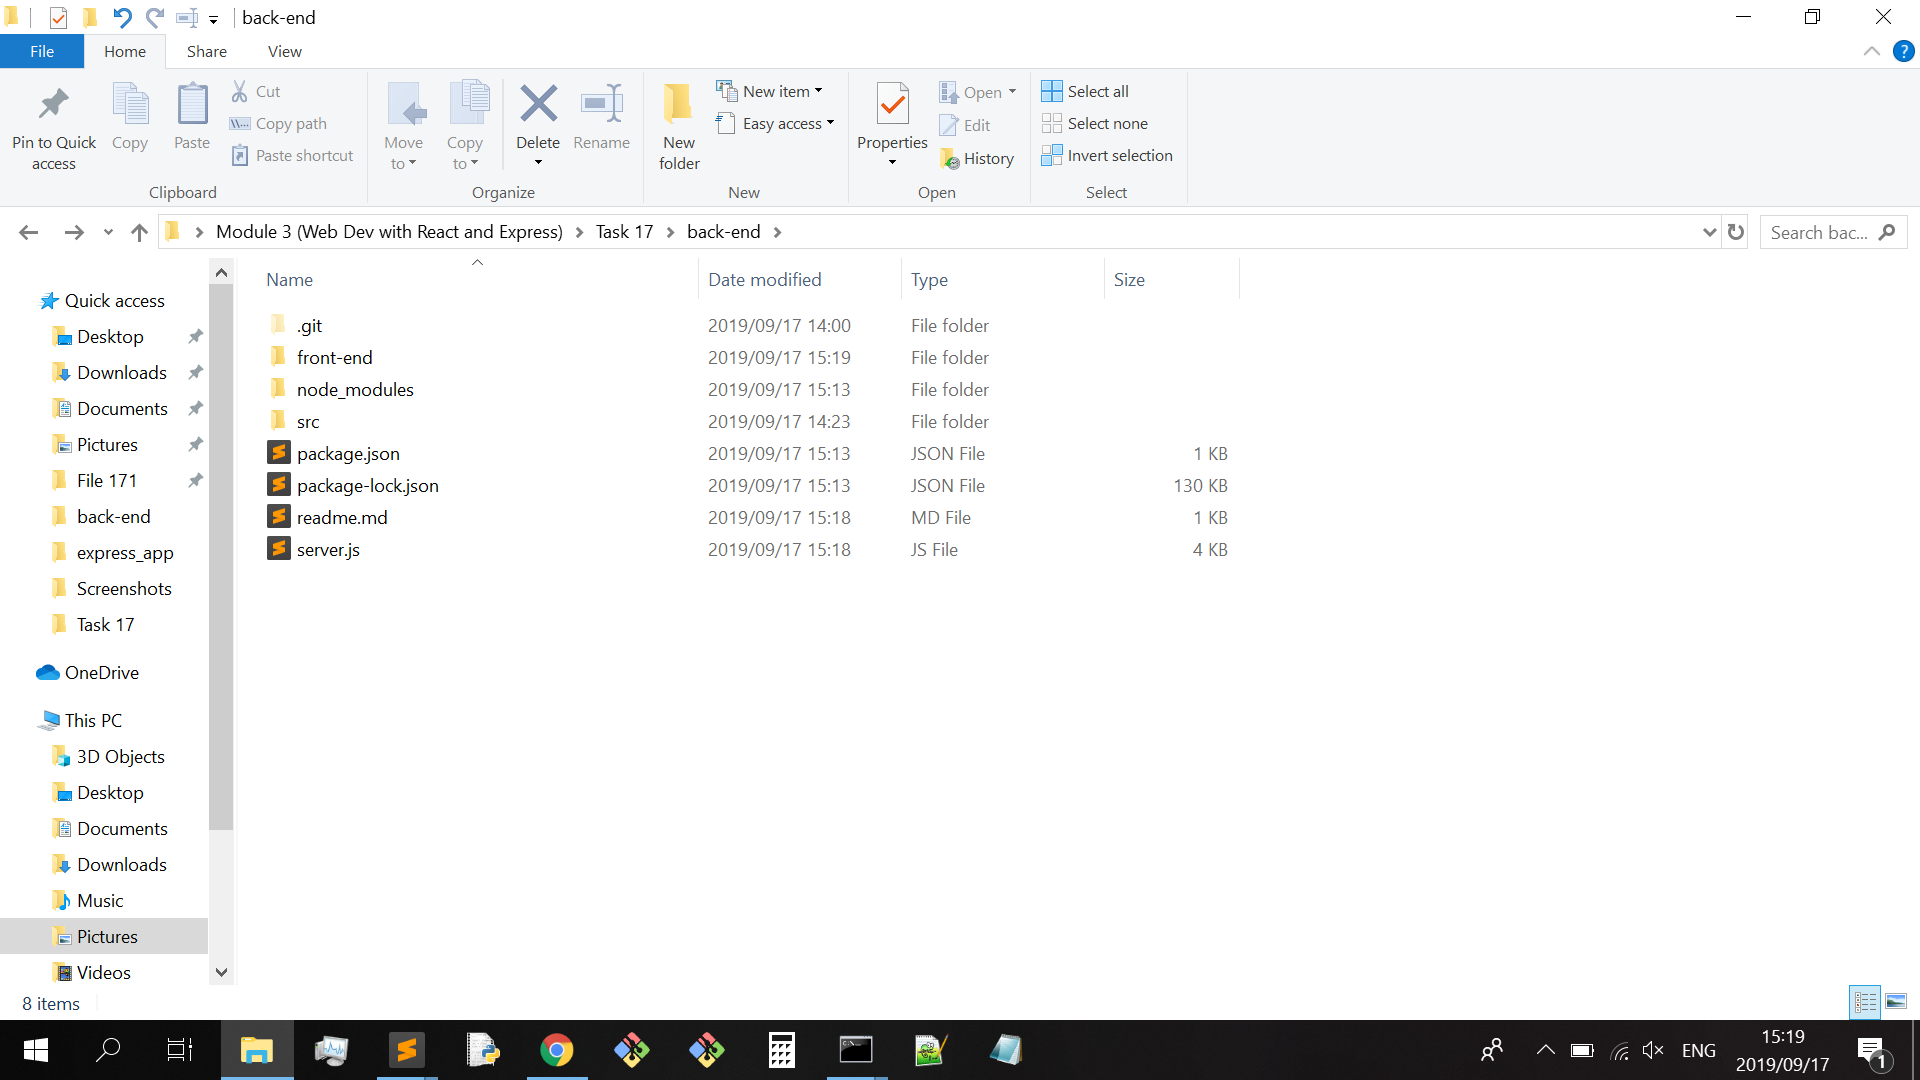 back-end
File Home Share View
Pin to Quick access
Copy
Paste
Cut
Copy path
Paste shortcut
Clipboard
Move to
Copy to
Delete
Rename
Organize
New folder
New item
Easy access
New
Properties
Open
Edit
History
Open
Select all
Select none
Invert selection
Select
Module 3 (Web Dev with React and Express) Task 17 back-end
Search bac...
Name Date modified Type Size
.git 2019/09/17 14:00 File folder
front-end 2019/09/17 15:19 File folder
node_modules 2019/09/17 15:13 File folder
src 2019/09/17 14:23 File folder
package.json 2019/09/17 15:13 JSON File 1 KB
package-lock.json 2019/09/17 15:13 JSON File 130 KB
readme.md 2019/09/17 15:18 MD File 1 KB
server.js 2019/09/17 15:18 JS File 4 KB
Quick access
Desktop
Downloads
Documents
Pictures
File 171
back-end
express_app
Screenshots
Task 17
OneDrive
This PC
3D Objects
Desktop
Documents
Downloads
Music
Pictures
Videos
8 items
ENG
15:19
2019/09/17
1